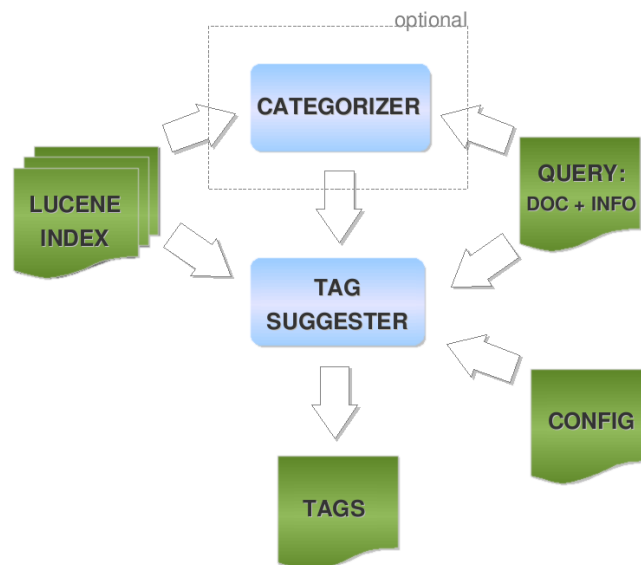 optional
CATEGORIZER
LUCENE
INDEX
QUERY:
DOC + INFO
TAG
SUGGESTER
CONFIG
TAGS